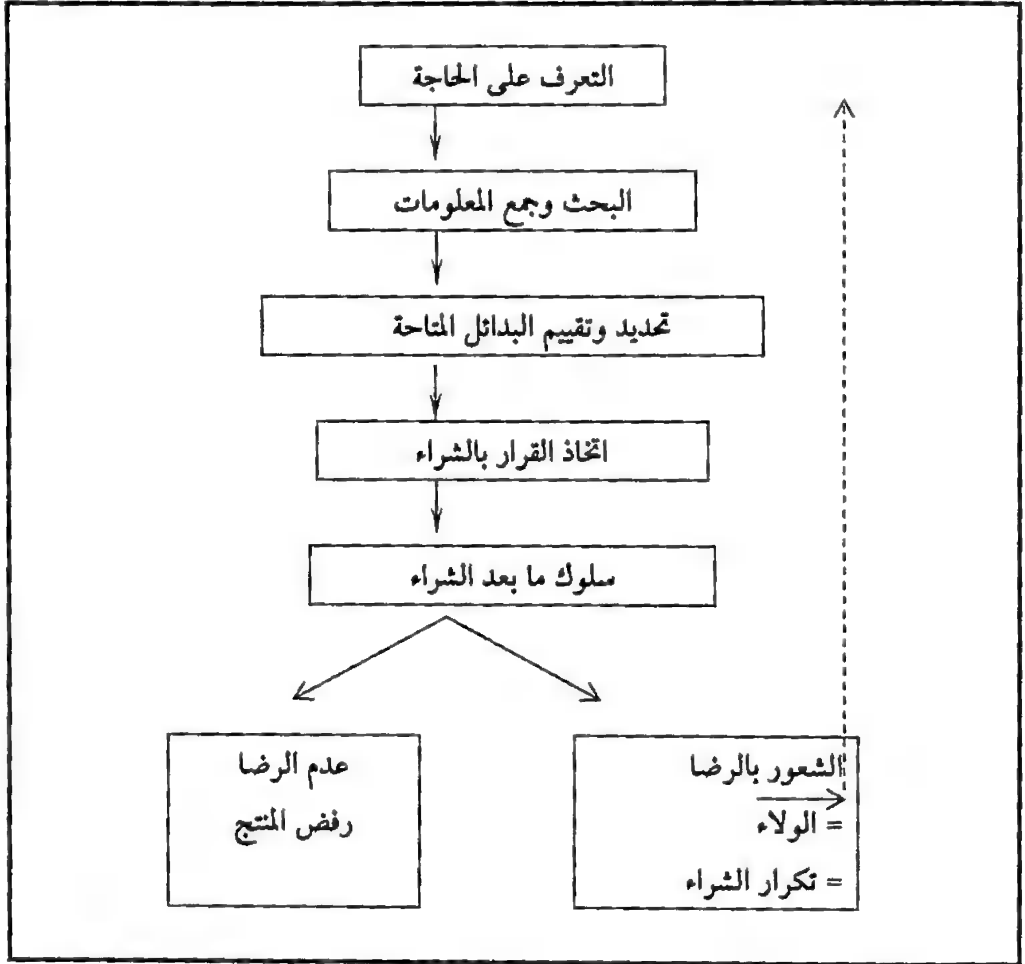 التعرف على الحاجة
البحث وجمع المعلومات
تحديد وتقييم البدائل المتاحة
اتخاذ القرار بالشراء
سلوك ما بعد الشراء
الشعور بالرضا
= الولاء
= تكرار الشراء
عدم الرضا
رفض المنتج